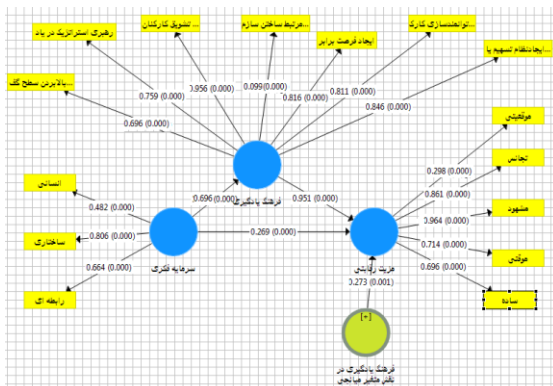 ...تشویق کارکنان
...مرتبط ساختن سازم
...توانمندسازی کارک
رهبری استراتژیک در یاد
ایجاد فرصت برابر
...ایجادنظام تسهیم یا
...بالا بردن سطح گف
0.759 (0.000)
0.956 (0.000)
0.099 (0.000)
0.816 (0.000)
0.811 (0.000)
0.846 (0.000)
0.696 (0.000)
موقعیتی
تجانس
مشهود
موقتی
ساده
0.298 (0.000)
0.861 (0.000)
0.964 (0.000)
0.714 (0.000)
0.696 (0.000)
انسانی
ساختاری
رابطه ای
0.482 (0.000)
0.806 (0.000)
0.664 (0.000)
0.696 (0.000)
فرهنگ یادگیری
0.951 (0.000)
0.269 (0.000)
سرمایه فکری
مزیت رقابتی
0.273 (0.001)
[+]
فرهنگ یادگیری در
نقش متغیر میانجی